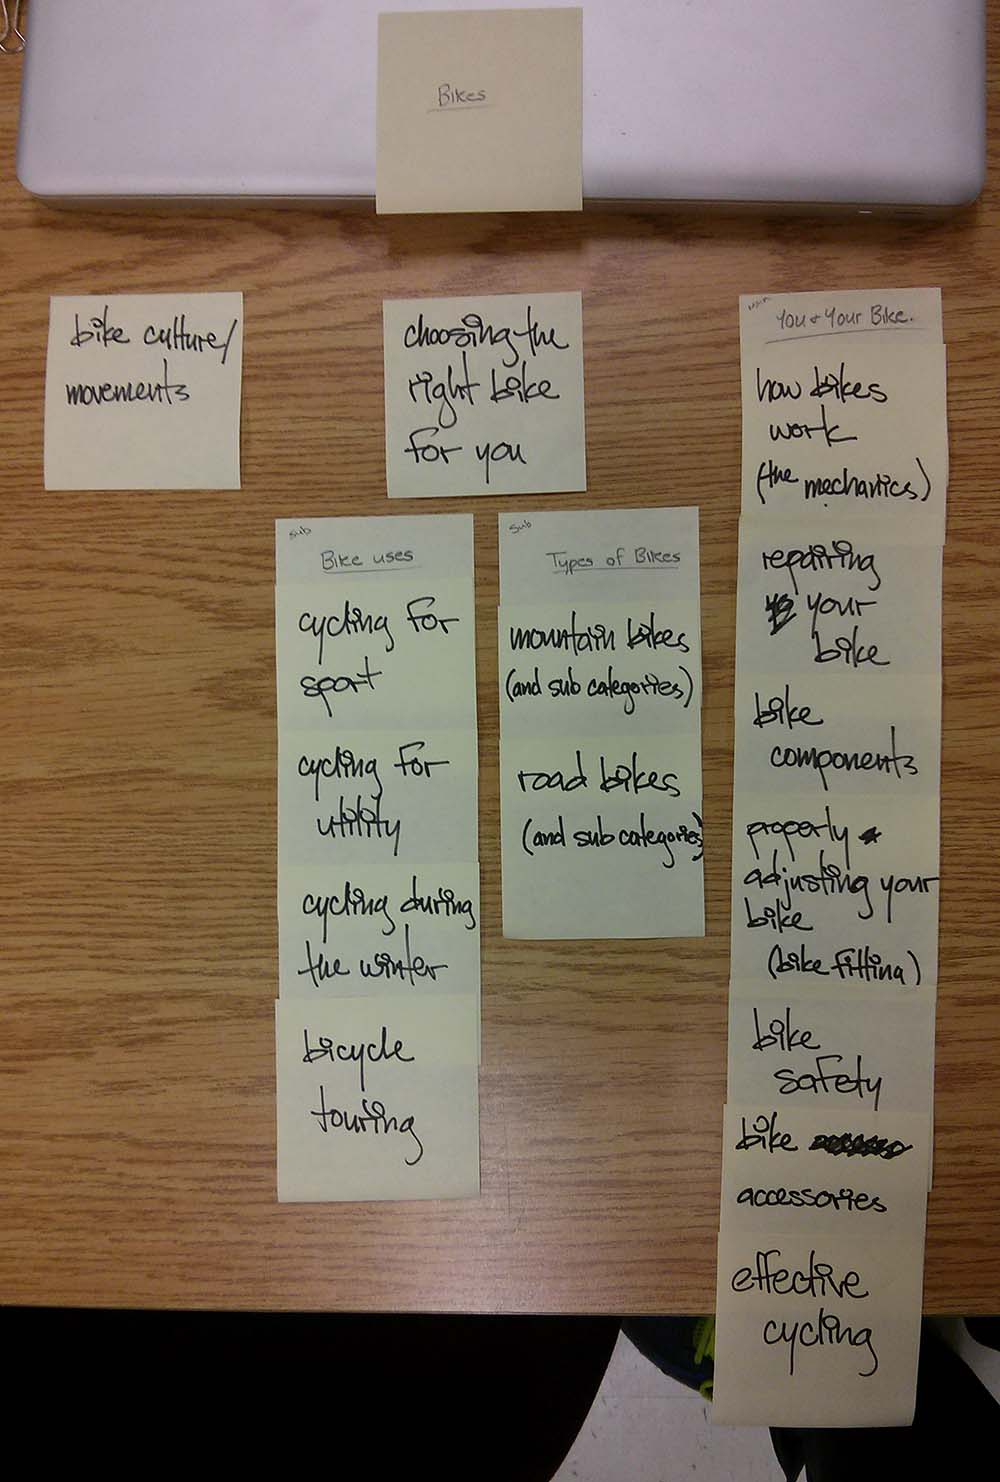 Bikes
bike culture/
movements
choosing the
right bike
for you
sub
Bike uses
cycling for
sport
cycling for
utility
cycling during
the winter
bicycle
touring
sub
Types of Bikes
mountain bikes
(and sub categories)
road bikes
(and sub categories)
main
You + Your Bike.
how bikes
work
(the mechanics)
repairing
your
bike
bike
components
properly
adjusting your
bike
(bike fitting)
bike
safety
bike
accessories
effective
cycling